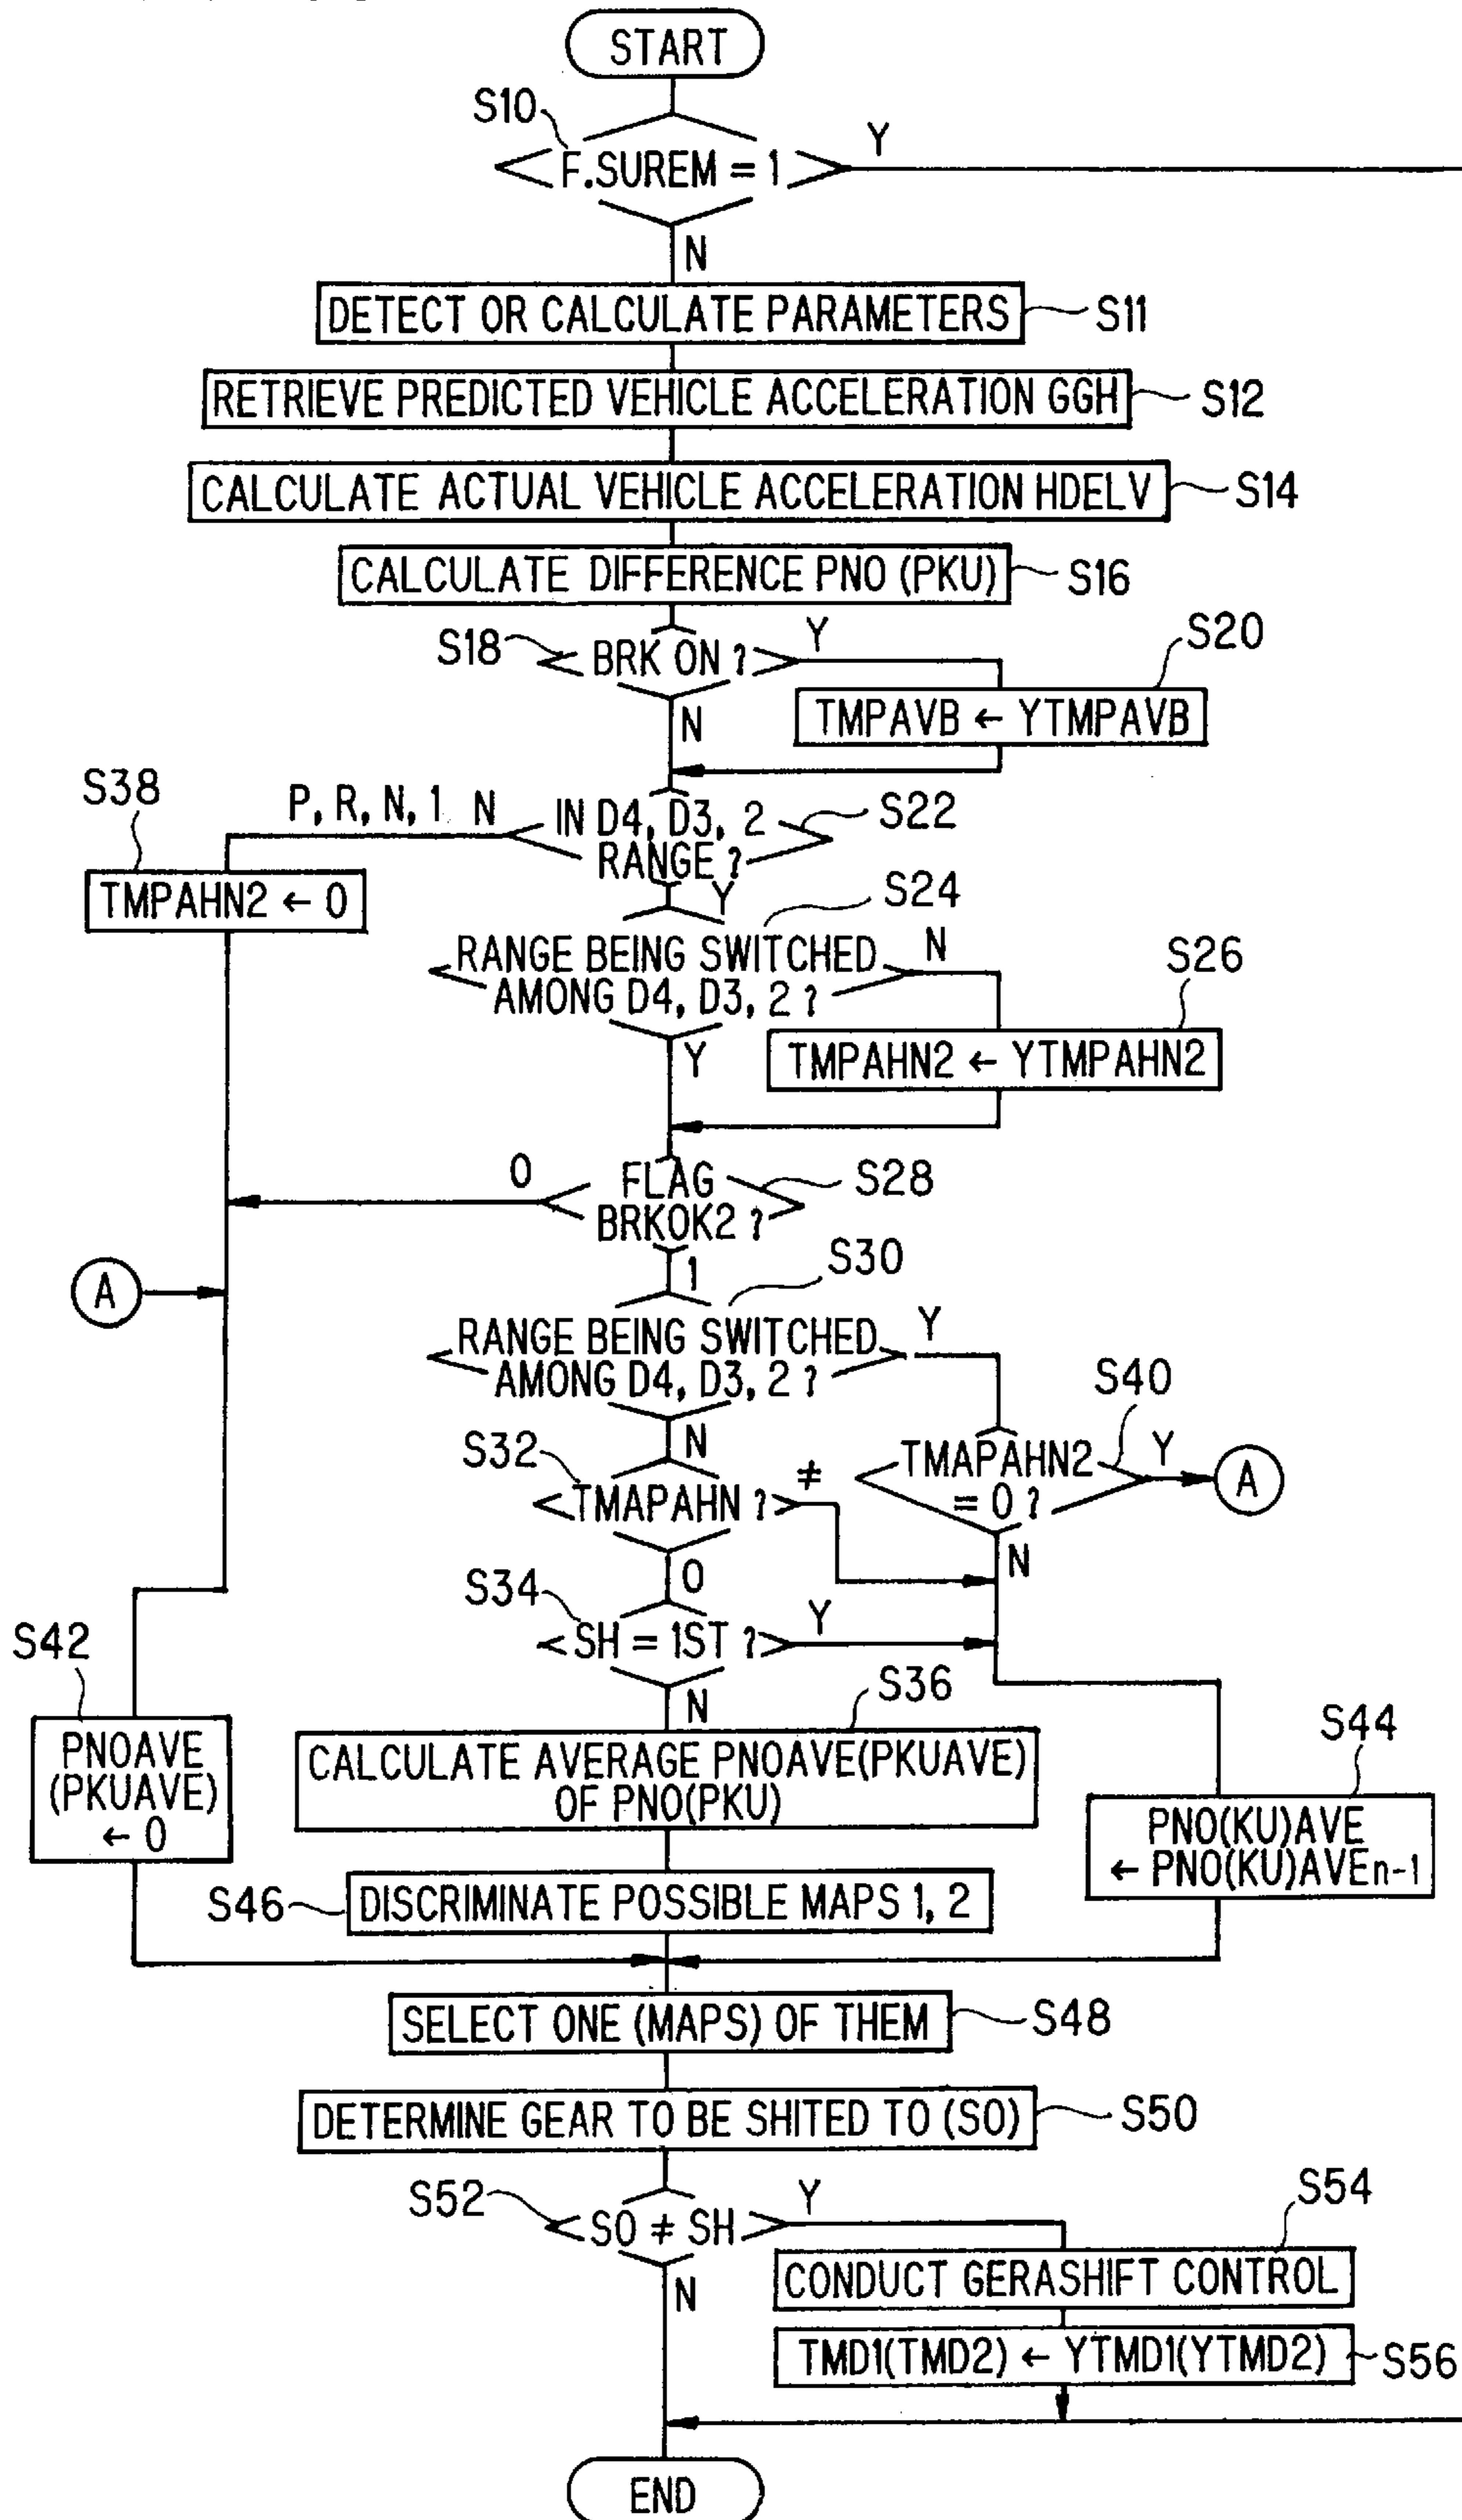 START
S10
F.SUREM = 1
Y
N
DETECT OR CALCULATE PARAMETERS
S11
RETRIEVE PREDICTED VEHICLE ACCELERATION GGH
S12
CALCULATE ACTUAL VEHICLE ACCELERATION HDELV
S14
CALCULATE DIFFERENCE PNO (PKU)
S16
S18
BRK ON ?
Y
S20
TMPAVB ← YTMPAVB
N
S38
P, R, N, 1 N
IN D4, D3, 2
RANGE ?
S22
TMPAHN2 ← 0
Y
S24
RANGE BEING SWITCHED
AMONG D4, D3, 2 ?
N
S26
TMPAHN2 ← YTMPAHN2
Y
0
FLAG
BRKOK2 ?
S28
1
S30
A
RANGE BEING SWITCHED
AMONG D4, D3, 2 ?
Y
S40
N
S32
TMAPAHN ?
≠
TMAPAHN2
= 0 ?
Y
A
N
0
S34
SH = 1ST ?
Y
S42
N
S36
S44
PNOAVE
(PKUAVE)
← 0
CALCULATE AVERAGE PNOAVE(PKUAVE)
OF PNO(PKU)
PNO(KU)AVE
← PNO(KU)AVEn-1
S46
DISCRIMINATE POSSIBLE MAPS 1, 2
SELECT ONE (MAPS) OF THEM
S48
DETERMINE GEAR TO BE SHITED TO (SO)
S50
S52
SO ≠ SH
Y
S54
CONDUCT GERASHIFT CONTROL
N
TMD1(TMD2) ← YTMD1(YTMD2)
S56
END